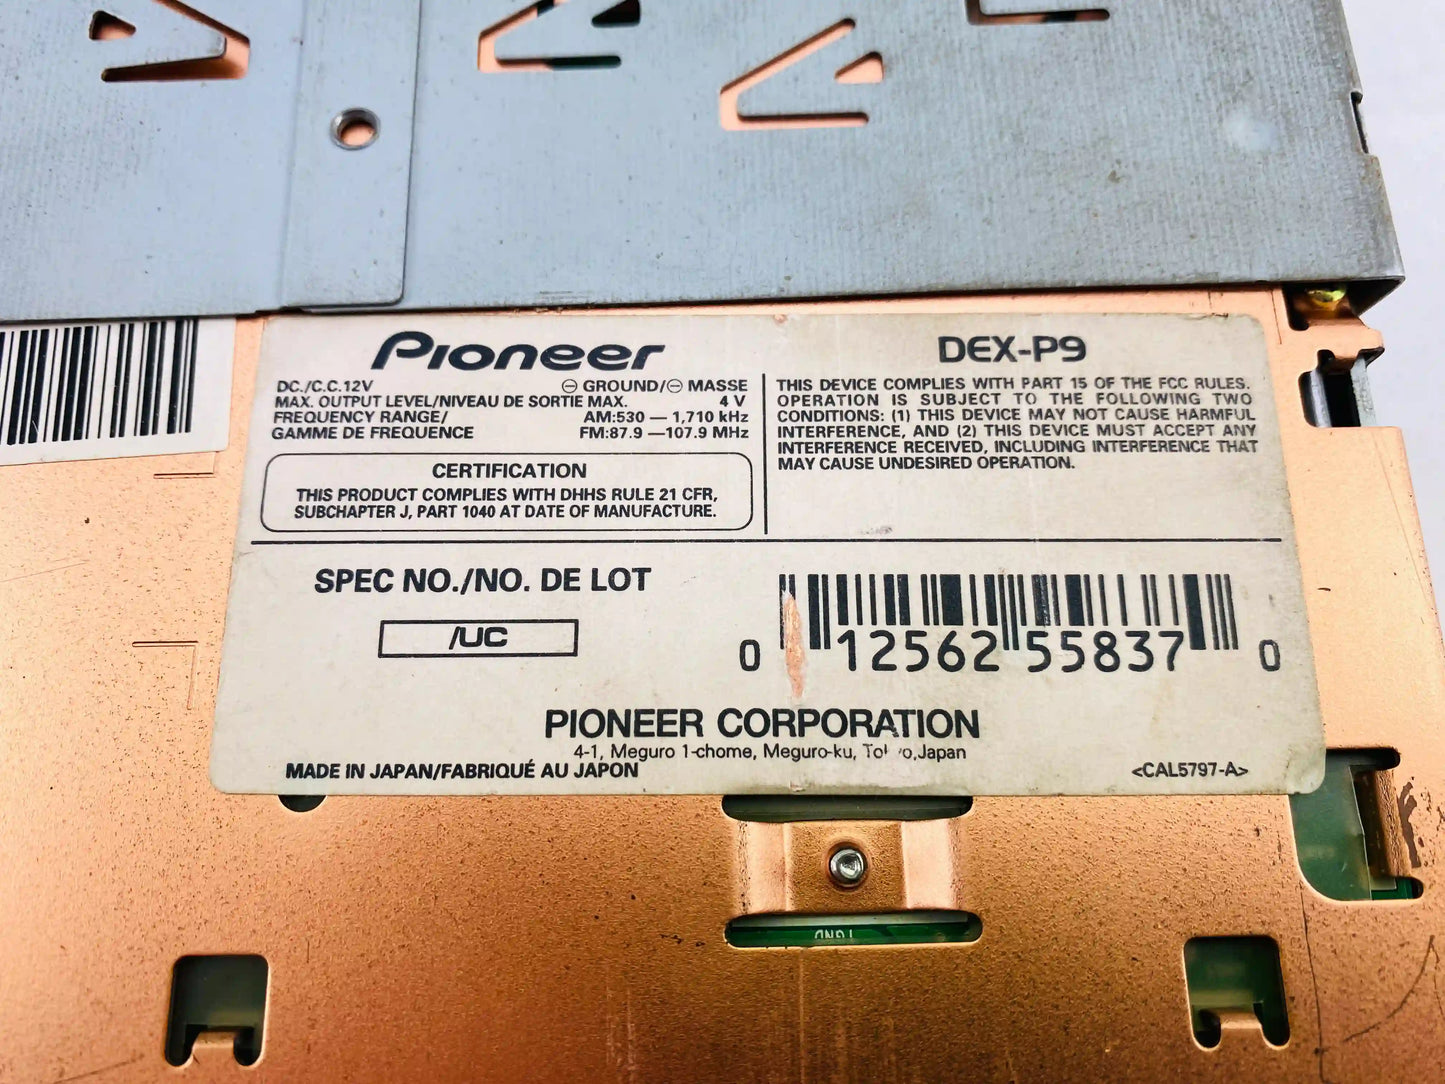 Pioneer
DEX-P9
DC./C.C.12V ⊖ GROUND/⊖ MASSE
MAX. OUTPUT LEVEL/NIVEAU DE SORTIE MAX. 4 V
FREQUENCY RANGE/ AM:530 — 1,710 kHz
GAMME DE FREQUENCE FM:87.9 —107.9 MHz
CERTIFICATION
THIS PRODUCT COMPLIES WITH DHHS RULE 21 CFR,
SUBCHAPTER J, PART 1040 AT DATE OF MANUFACTURE.
THIS DEVICE COMPLIES WITH PART 15 OF THE FCC RULES.
OPERATION IS SUBJECT TO THE FOLLOWING TWO
CONDITIONS: (1) THIS DEVICE MAY NOT CAUSE HARMFUL
INTERFERENCE, AND (2) THIS DEVICE MUST ACCEPT ANY
INTERFERENCE RECEIVED, INCLUDING INTERFERENCE THAT
MAY CAUSE UNDESIRED OPERATION.
SPEC NO./NO. DE LOT
/UC
0 12562 55837 0
PIONEER CORPORATION
4-1, Meguro 1-chome, Meguro-ku, Japan
MADE IN JAPAN/FABRIQUÉ AU JAPON
<CAL5797-A>